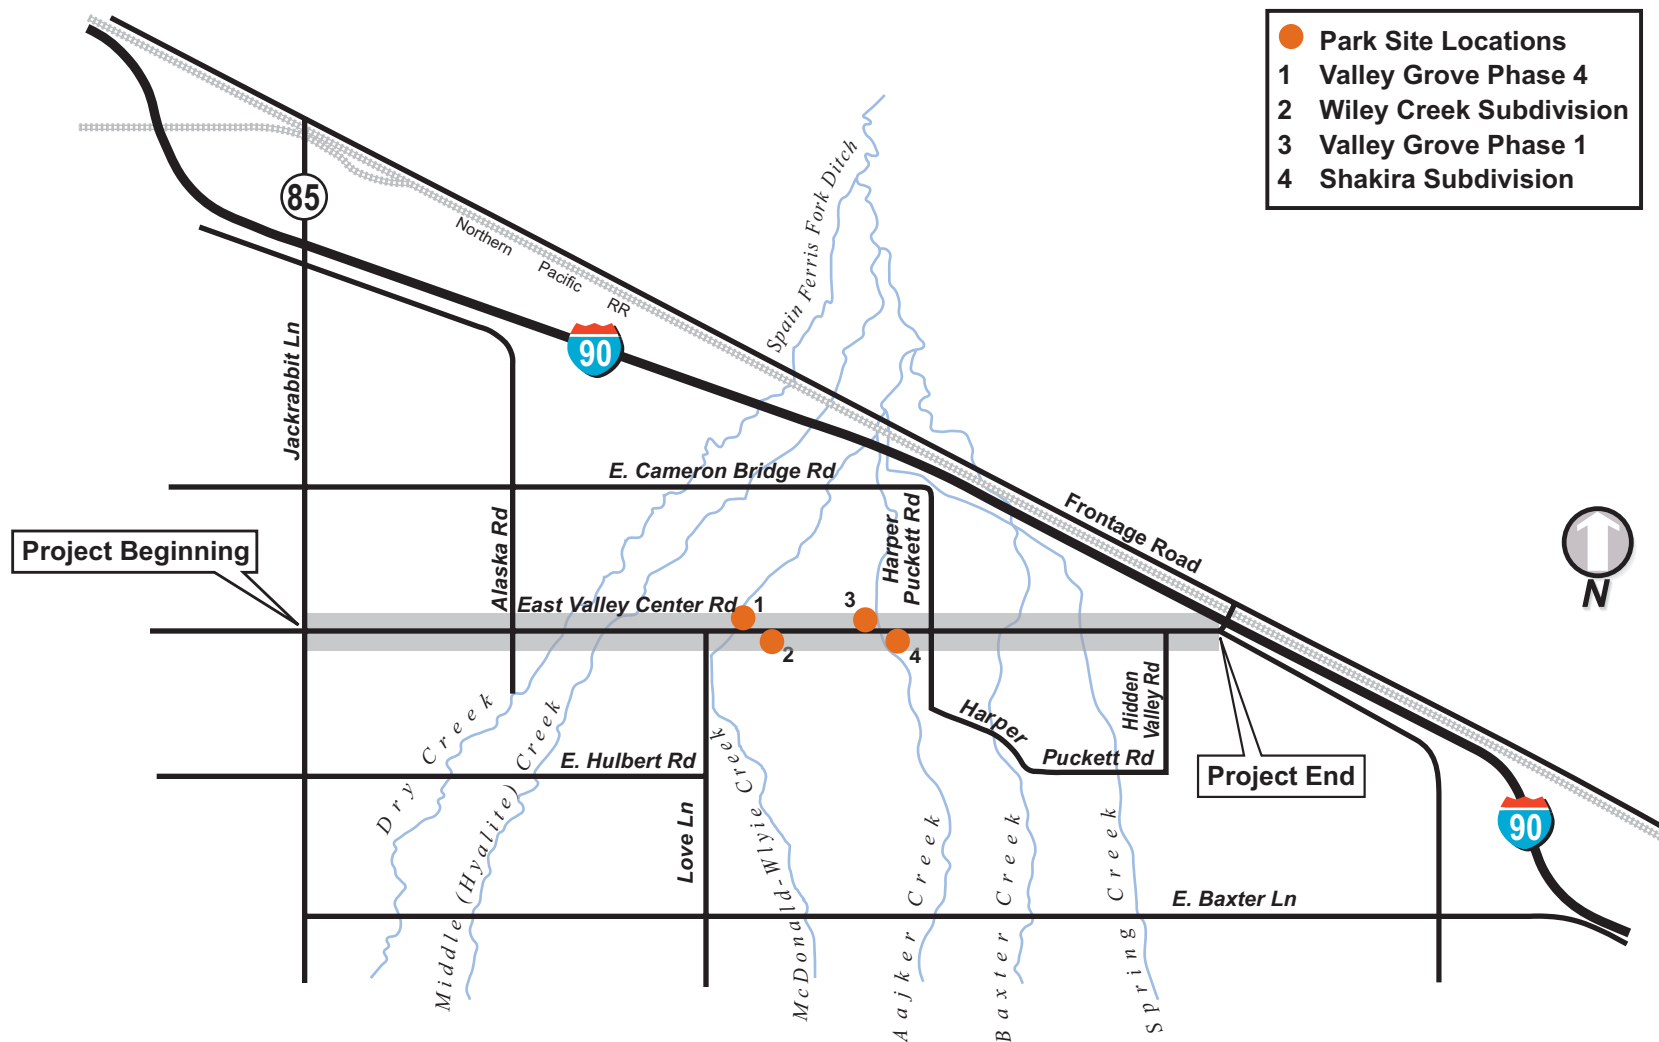 Park Site Locations
1 Valley Grove Phase 4
2 Wiley Creek Subdivision
3 Valley Grove Phase 1
4 Shakira Subdivision
85
Northern
Pacific
RR
Spain Ferris Fork Ditch
90
Jackrabbit Ln
E. Cameron Bridge Rd
Frontage Road
Harper
Puckett Rd
Alaska Rd
Project Beginning
N
East Valley Center Rd
1
3
2
4
Hidden
Valley Rd
Harper
Puckett Rd
Project End
E. Hulbert Rd
Love Ln
90
Dry Creek
Middle (Hyalite) Creek
McDonald-Wlyie Creek
Aajker Creek
Baxter Creek
Spring Creek
E. Baxter Ln